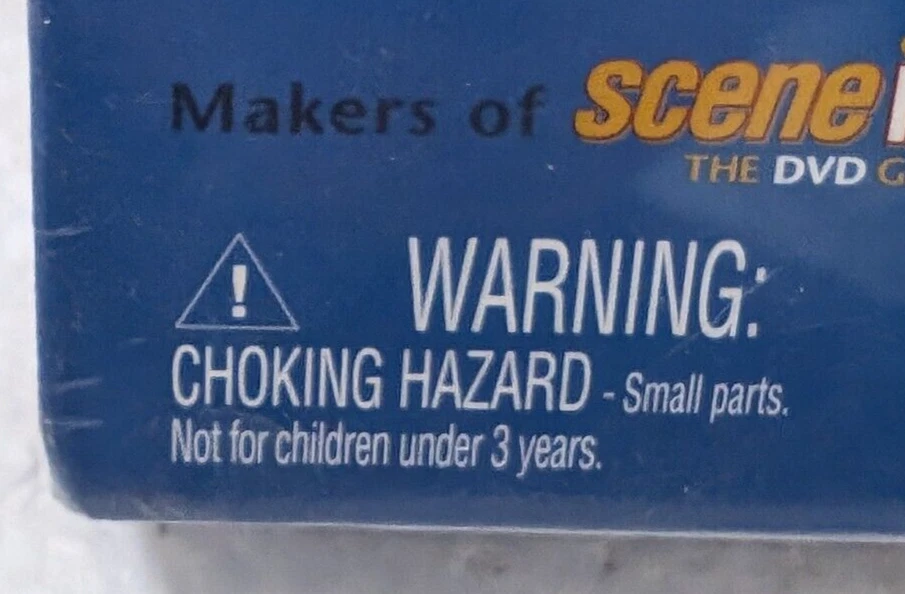 Makers of scene
THE DVD G
!
WARNING:
CHOKING HAZARD - Small parts.
Not for children under 3 years.